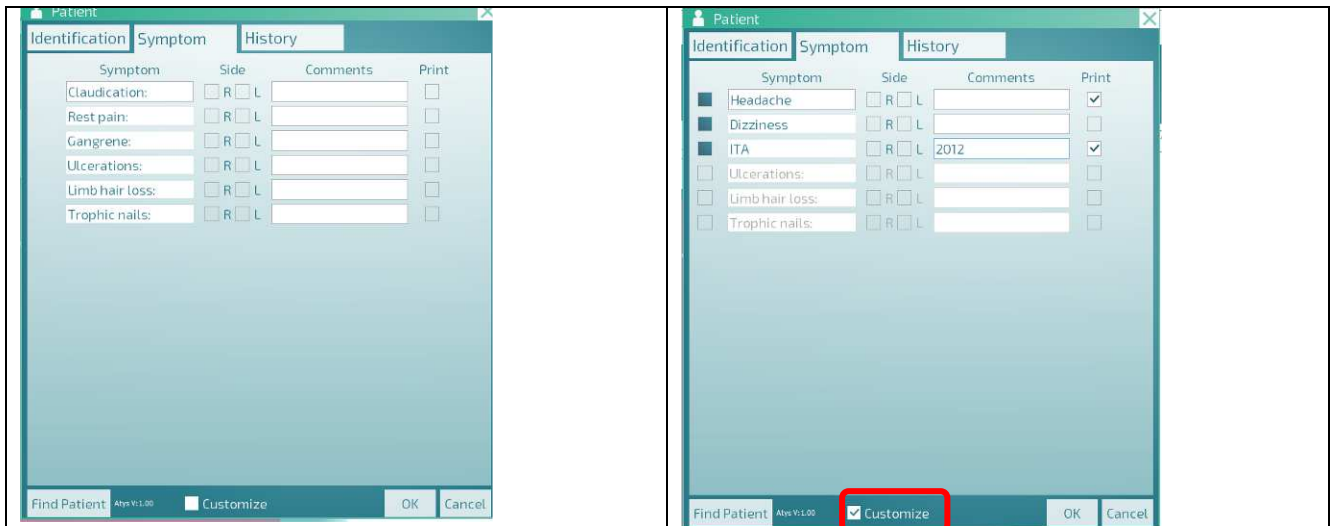 Patient
Identification Symptom History
Symptom Side Comments Print
Claudication: R L
Rest pain: R L
Gangrene: R L
Ulcerations: R L
Limb hair loss: R L
Trophic nails: R L
Find Patient Atys V:1.00 Customize OK Cancel
Patient
Identification Symptom History
Symptom Side Comments Print
Headache R L
Dizziness R L
ITA R L 2012
Ulcerations: R L
Limb hair loss: R L
Trophic nails: R L
Find Patient Atys V:1.00 Customize OK Cancel